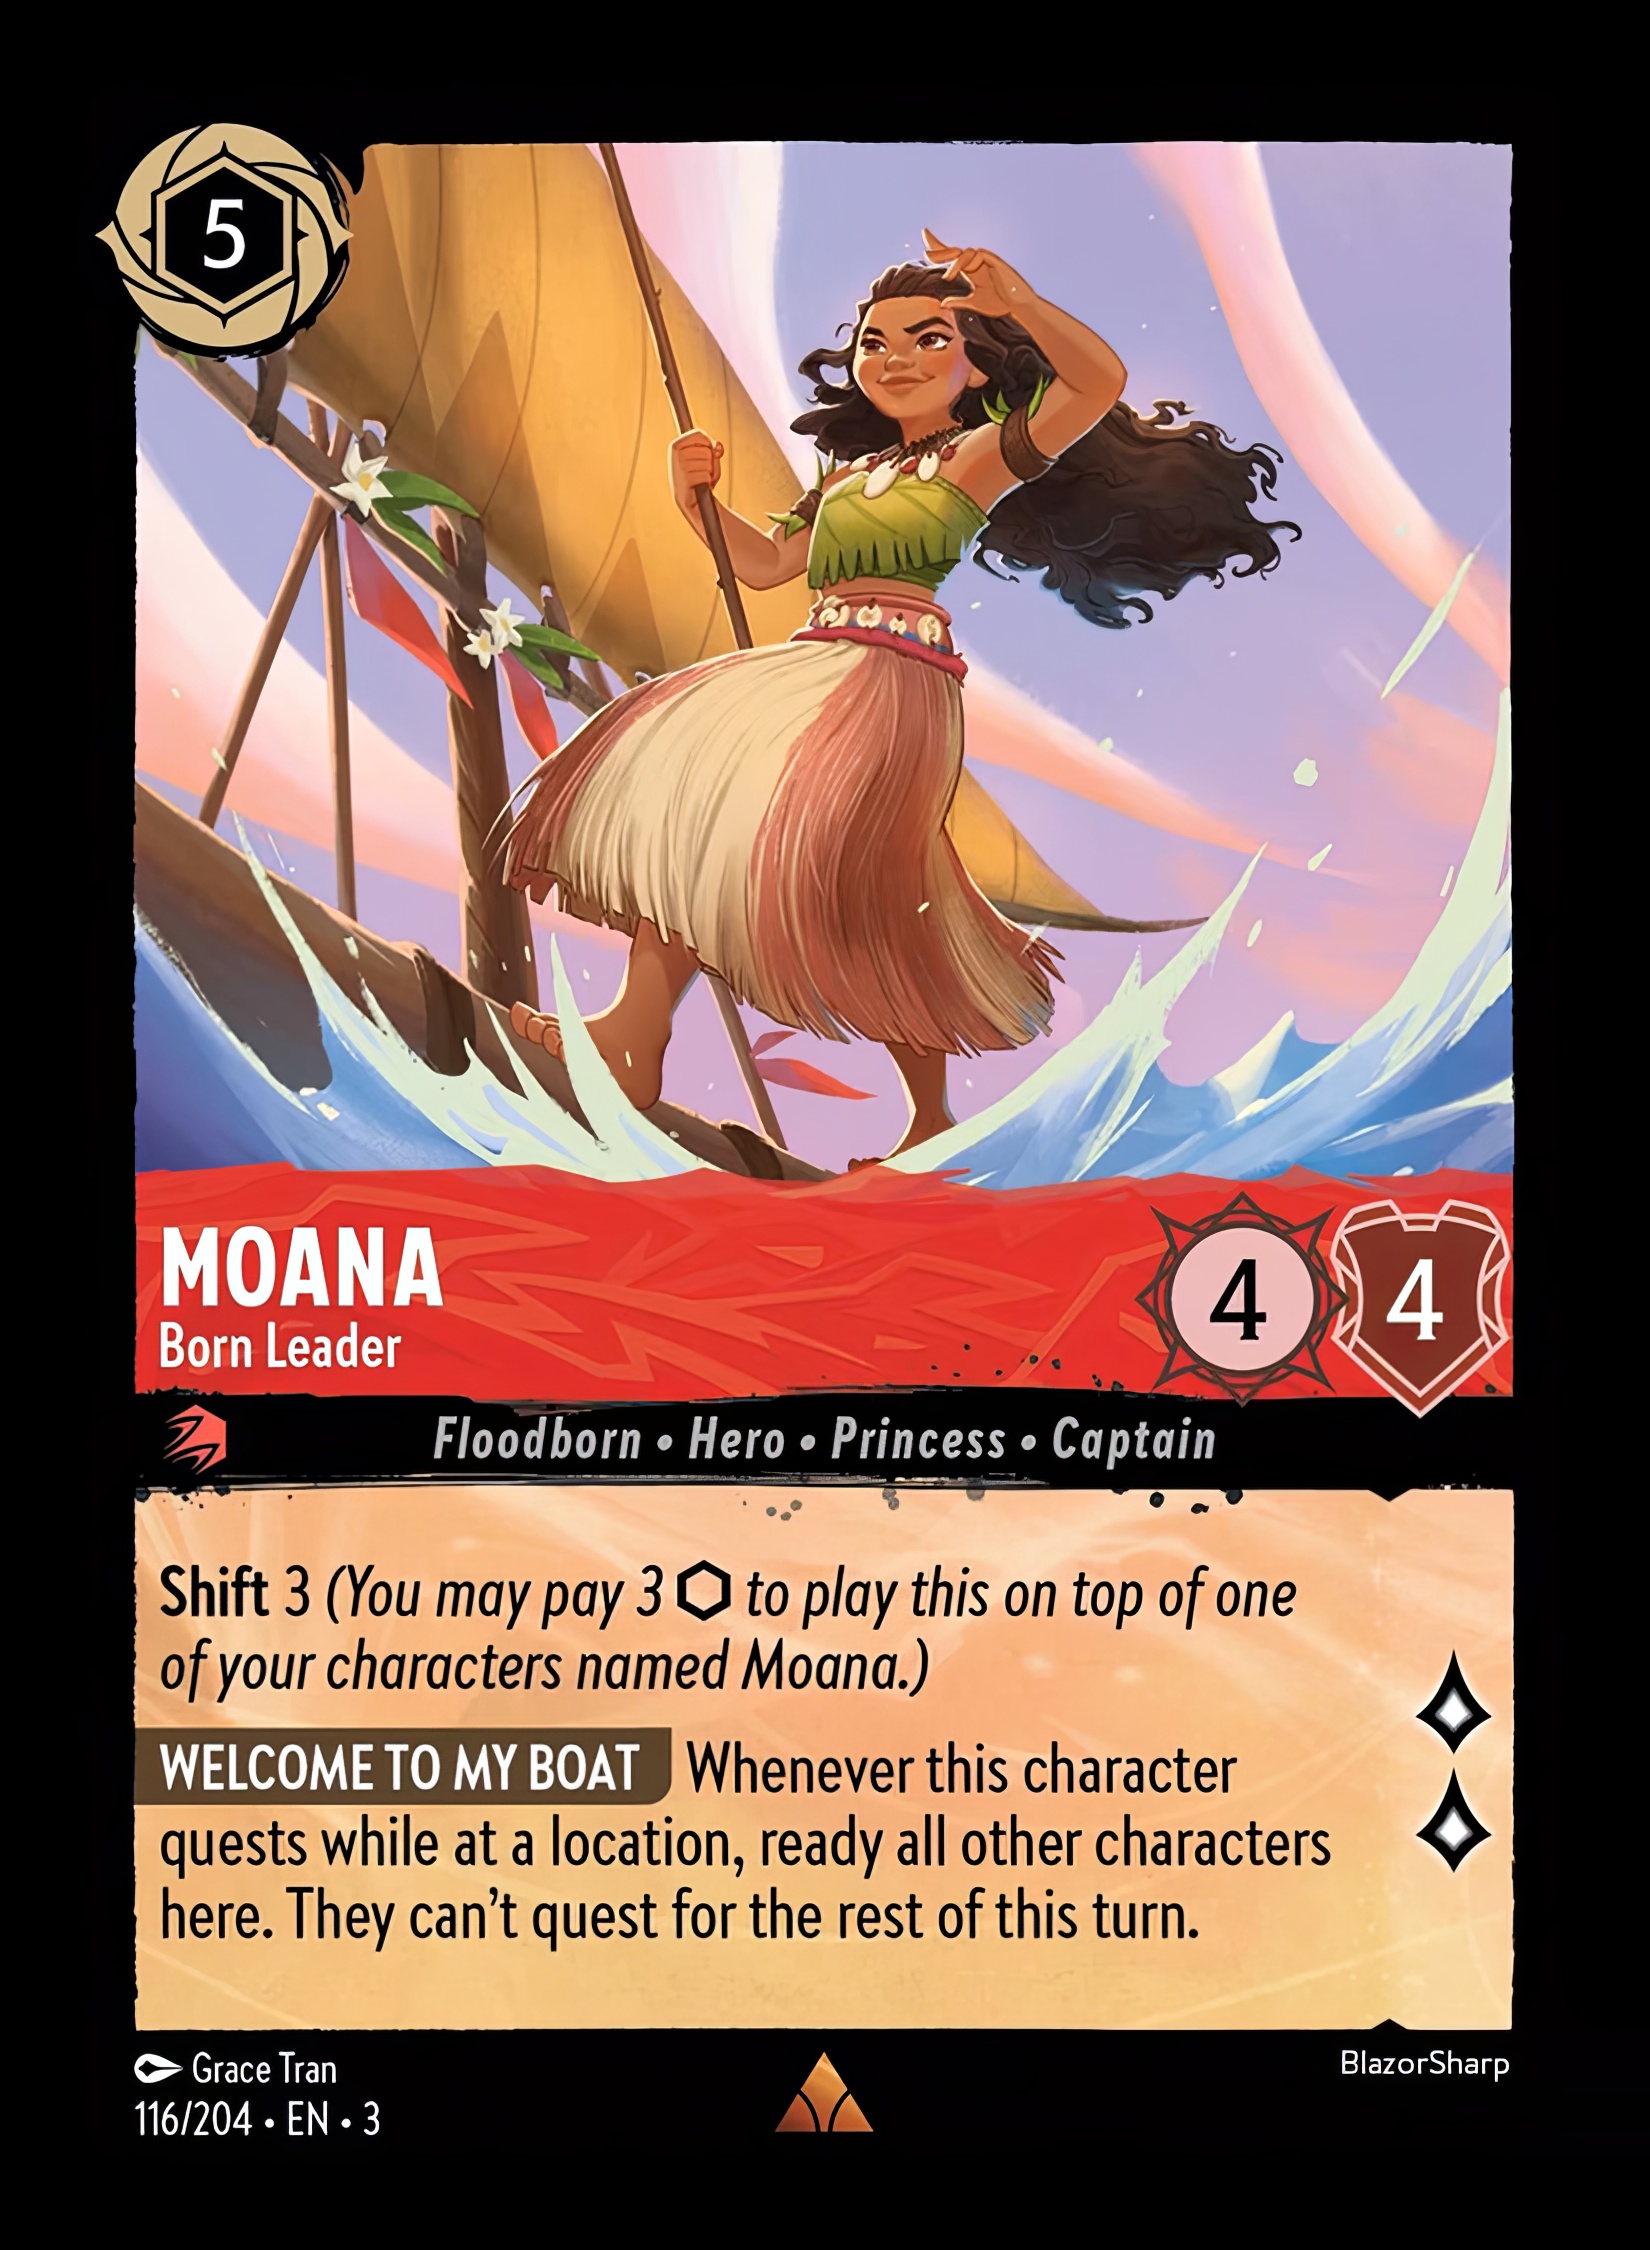 5
MOANA
Born Leader
4 4
Floodborn • Hero • Princess • Captain
Shift 3 (You may pay 3 ⬡ to play this on top of one
of your characters named Moana.)
WELCOME TO MY BOAT Whenever this character
quests while at a location, ready all other characters
here. They can’t quest for the rest of this turn.
Grace Tran
BlazorSharp
116/204 • EN • 3